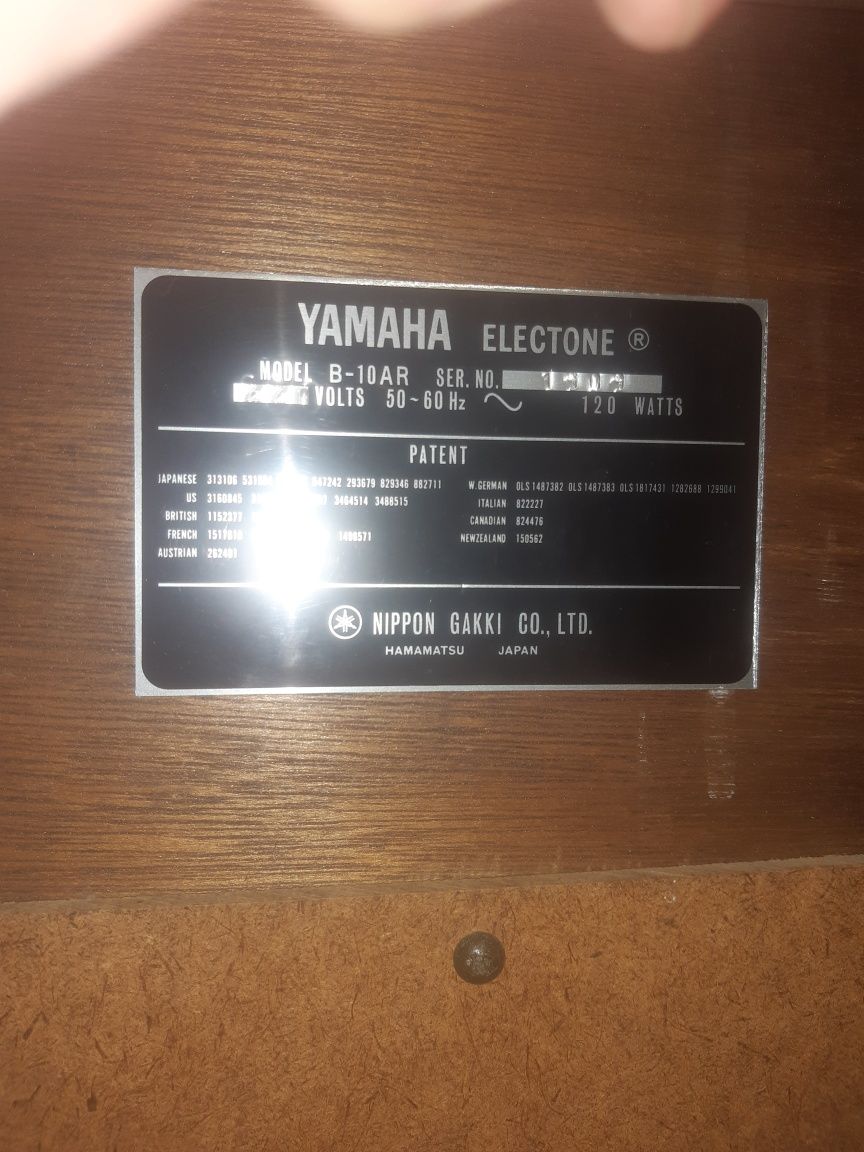 YAMAHA ELECTONE ®
MODEL B-10AR SER. NO.
VOLTS 50~60 Hz 120 WATTS
PATENT
JAPANESE 313106 293679 829346 882711
US 3160845 3464514 3488515
BRITISH 1152377
FRENCH
AUSTRIAN 262401
W.GERMAN OLS 1487382 OLS 1487383 OLS 1817431 1282688 1299041
ITALIAN 822227
CANADIAN 824476
NEWZEALAND 150562
NIPPON GAKKI CO., LTD.
HAMAMATSU JAPAN